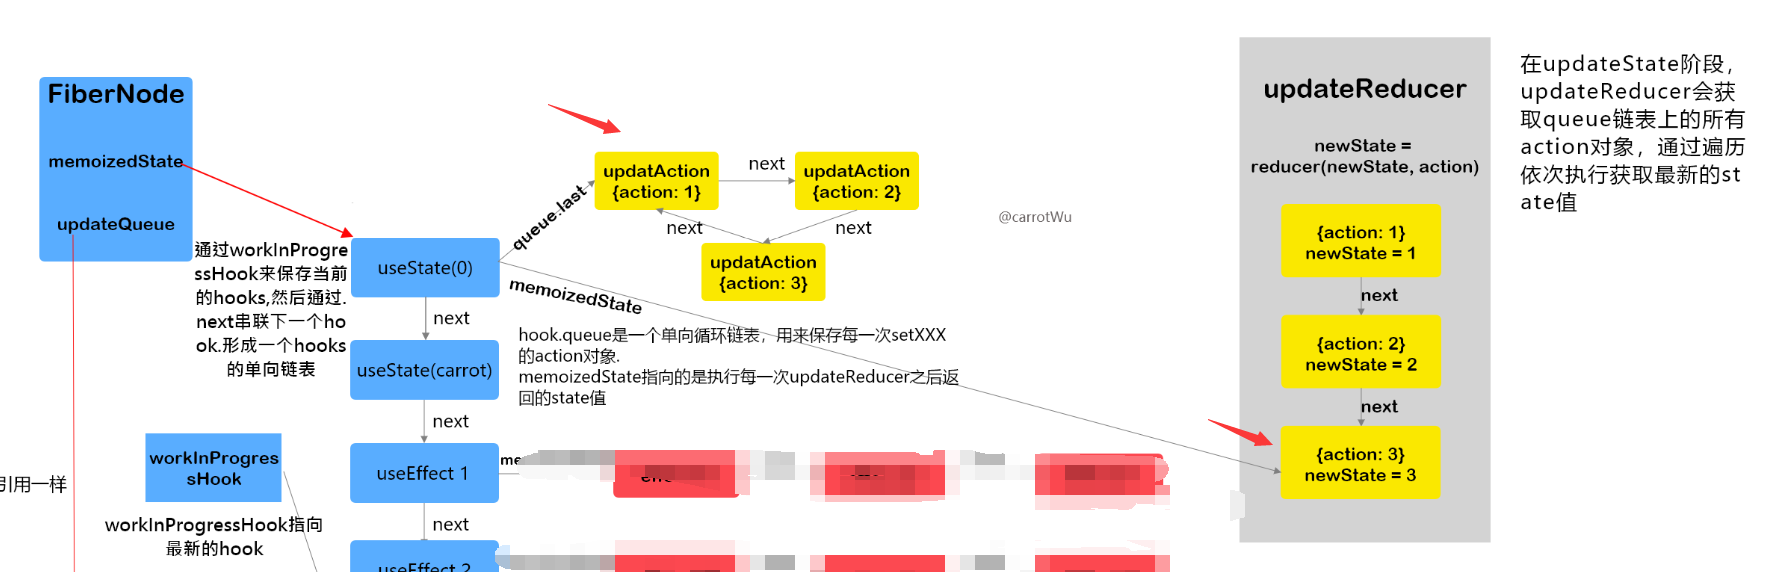 FiberNode
memoizedState
updateQueue
通过workInProgre
ssHook来保存当前
的hooks,然后通过.
next串联下一个ho
ok.形成一个hooks
的单向链表
useState(0)
next
useState(carrot)
next
useEffect 1
next
useEffect 2
queue.last
updatAction
{action: 1}
next
updatAction
{action: 2}
next
next
updatAction
{action: 3}
memoizedState
hook.queue是一个单向循环链表，用来保存每一次setXXX
的action对象.
memoizedState指向的是执行每一次updateReducer之后返
回的state值
@carrotWu
workInProgres
sHook
引用一样
workInProgressHook指向
最新的hook
updateReducer
newState =
reducer(newState, action)
{action: 1}
newState = 1
next
{action: 2}
newState = 2
next
{action: 3}
newState = 3
在updateState阶段，
updateReducer会获
取queue链表上的所有
action对象，通过遍历
依次执行获取最新的st
ate值